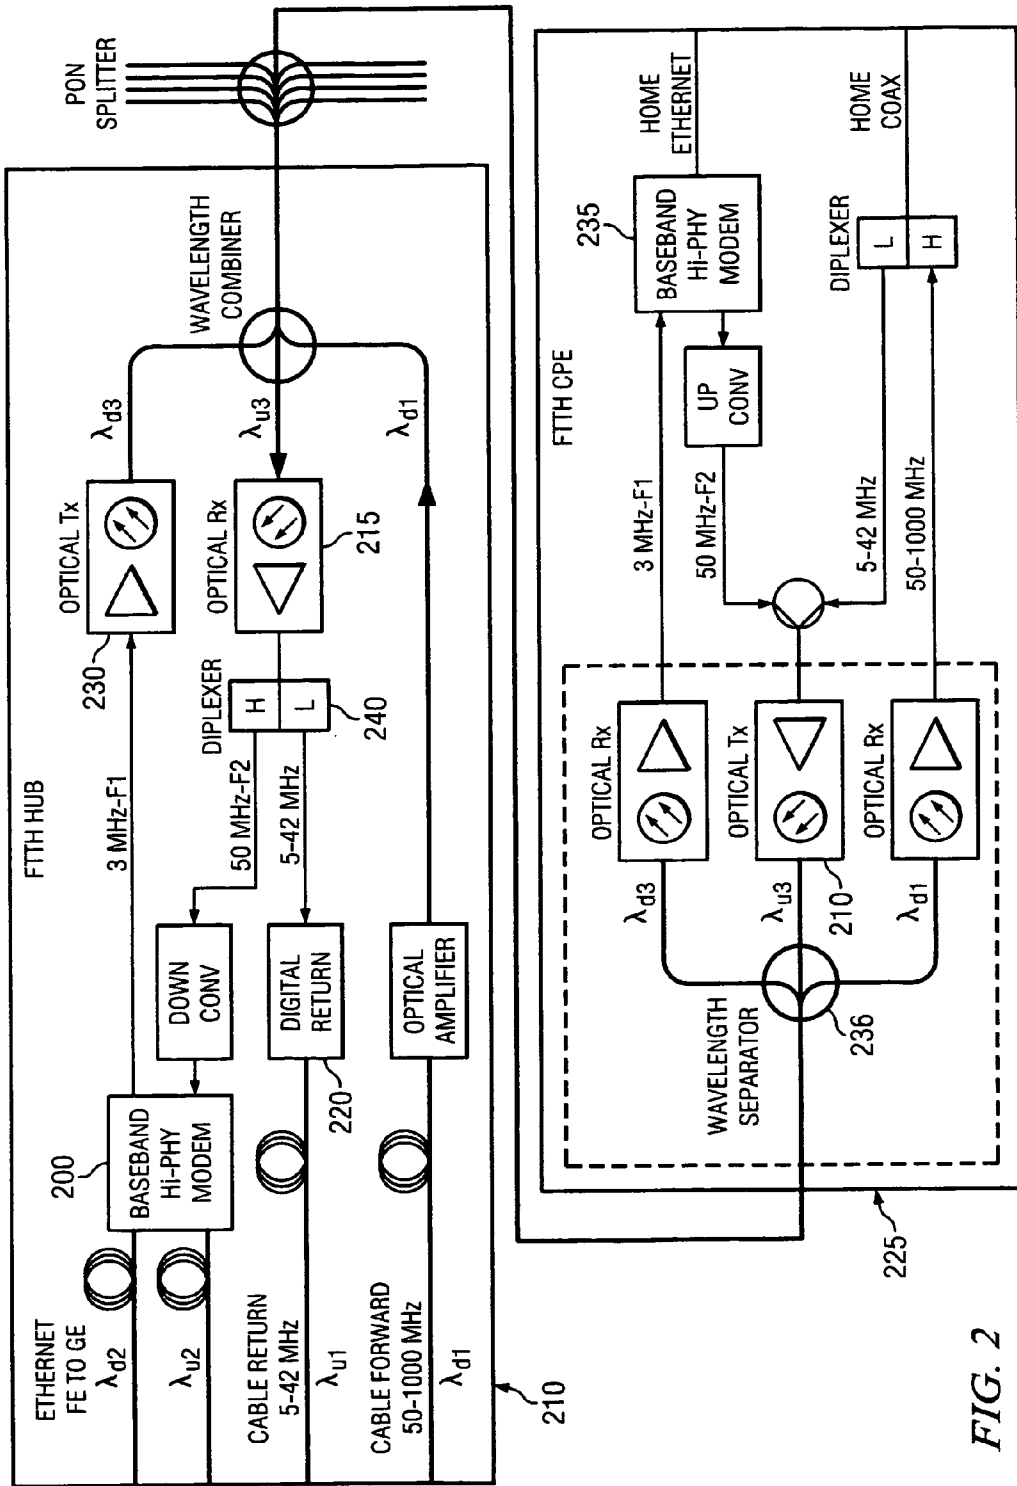 FTTH HUB
ETHERNET
FE TO GE
λd2
λu2
200
BASEBAND
Hi-PHY
MODEM
3 MHz-F1
230
OPTICAL Tx
λd3
DOWN
CONV
50 MHz-F2
DIPLEXER
H
L
240
OPTICAL Rx
215
λu3
WAVELENGTH
COMBINER
PON
SPLITTER
CABLE RETURN
5-42 MHz
λu1
DIGITAL
RETURN
220
5-42 MHz
CABLE FORWARD
50-1000 MHz
λd1
OPTICAL
AMPLIFIER
λd1
210
FTTH CPE
WAVELENGTH
SEPARATOR
236
λd3
OPTICAL Rx
3 MHz-F1
BASEBAND
Hi-PHY
MODEM
235
HOME
ETHERNET
UP
CONV
50 MHz-F2
λu3
OPTICAL Tx
210
5-42 MHz
DIPLEXER
L
H
HOME
COAX
λd1
OPTICAL Rx
50-1000 MHz
225
FIG. 2